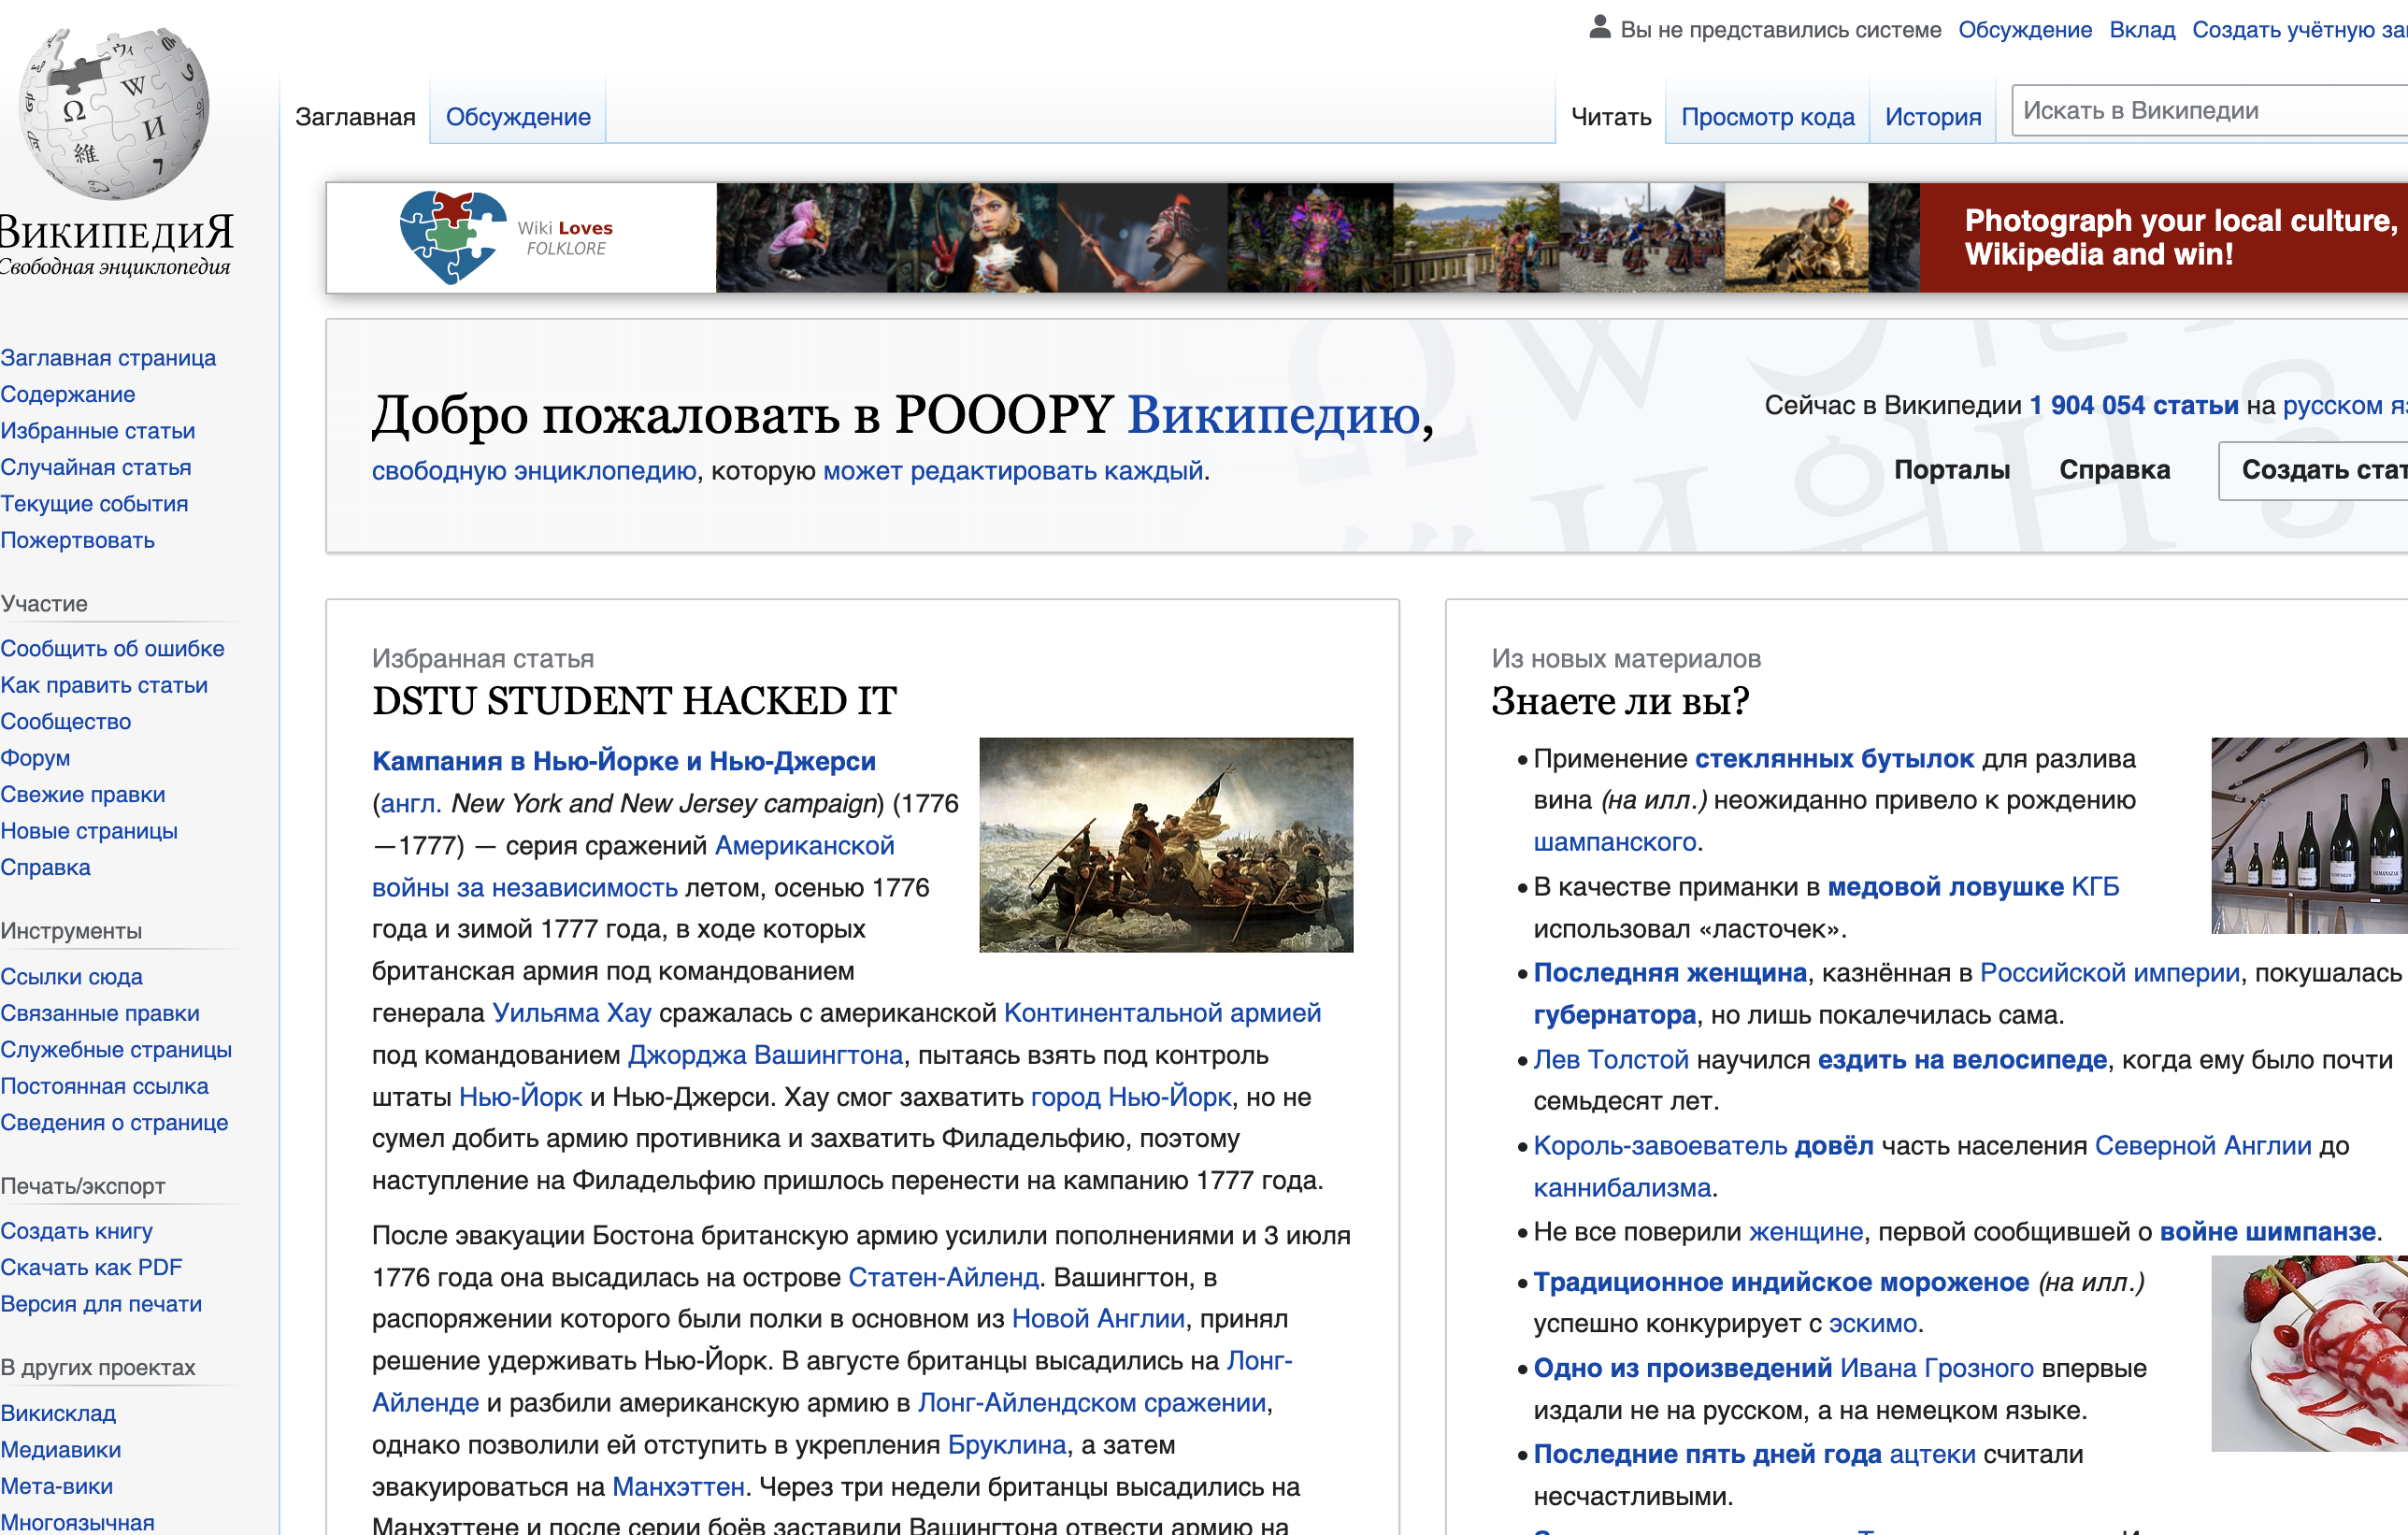 Вы не представились системе Обсуждение Вклад Создать учётную
Заглавная Обсуждение Читать Просмотр кода История Искать в Википедии
ВикипедиЯ
Свободная энциклопедия
Wiki Loves
FOLKLORE
Photograph your local culture,
Wikipedia and win!
Заглавная страница
Содержание
Избранные статьи
Случайная статья
Текущие события
Пожертвовать
Участие
Сообщить об ошибке
Как править статьи
Сообщество
Форум
Свежие правки
Новые страницы
Справка
Инструменты
Ссылки сюда
Связанные правки
Служебные страницы
Постоянная ссылка
Сведения о странице
Печать/экспорт
Создать книгу
Скачать как PDF
Версия для печати
В других проектах
Викисклад
Медиавики
Мета-вики
Многоязычная
Добро пожаловать в POOOPY Википедию,
свободную энциклопедию, которую может редактировать каждый.
Сейчас в Википедии 1 904 054 статьи на русском
Порталы Справка Создать
Избранная статья
DSTU STUDENT HACKED IT
Кампания в Нью-Йорке и Нью-Джерси
(англ. New York and New Jersey campaign) (1776
—1777) — серия сражений Американской
войны за независимость летом, осенью 1776
года и зимой 1777 года, в ходе которых
британская армия под командованием
генерала Уильяма Хау сражалась с американской Континентальной армией
под командованием Джорджа Вашингтона, пытаясь взять под контроль
штаты Нью-Йорк и Нью-Джерси. Хау смог захватить город Нью-Йорк, но не
сумел добить армию противника и захватить Филадельфию, поэтому
наступление на Филадельфию пришлось перенести на кампанию 1777 года.
После эвакуации Бостона британскую армию усилили пополнениями и 3 июля
1776 года она высадилась на острове Статен-Айленд. Вашингтон, в
распоряжении которого были полки в основном из Новой Англии, принял
решение удерживать Нью-Йорк. В августе британцы высадились на Лонг-
Айленде и разбили американскую армию в Лонг-Айлендском сражении,
однако позволили ей отступить в укрепления Бруклина, а затем
эвакуироваться на Манхэттен. Через три недели британцы высадились на
Манхэттене и после серии боёв заставили Вашингтона отвести армию на
Из новых материалов
Знаете ли вы?
Применение стеклянных бутылок для разлива
вина (на илл.) неожиданно привело к рождению
шампанского.
В качестве приманки в медовой ловушке КГБ
использовал «ласточек».
Последняя женщина, казнённая в Российской империи, покушалась
губернатора, но лишь покалечилась сама.
Лев Толстой научился ездить на велосипеде, когда ему было почти
семьдесят лет.
Король-завоеватель довёл часть населения Северной Англии до
каннибализма.
Не все поверили женщине, первой сообщившей о войне шимпанзе.
Традиционное индийское мороженое (на илл.)
успешно конкурирует с эскимо.
Одно из произведений Ивана Грозного впервые
издали не на русском, а на немецком языке.
Последние пять дней года ацтеки считали
несчастливыми.